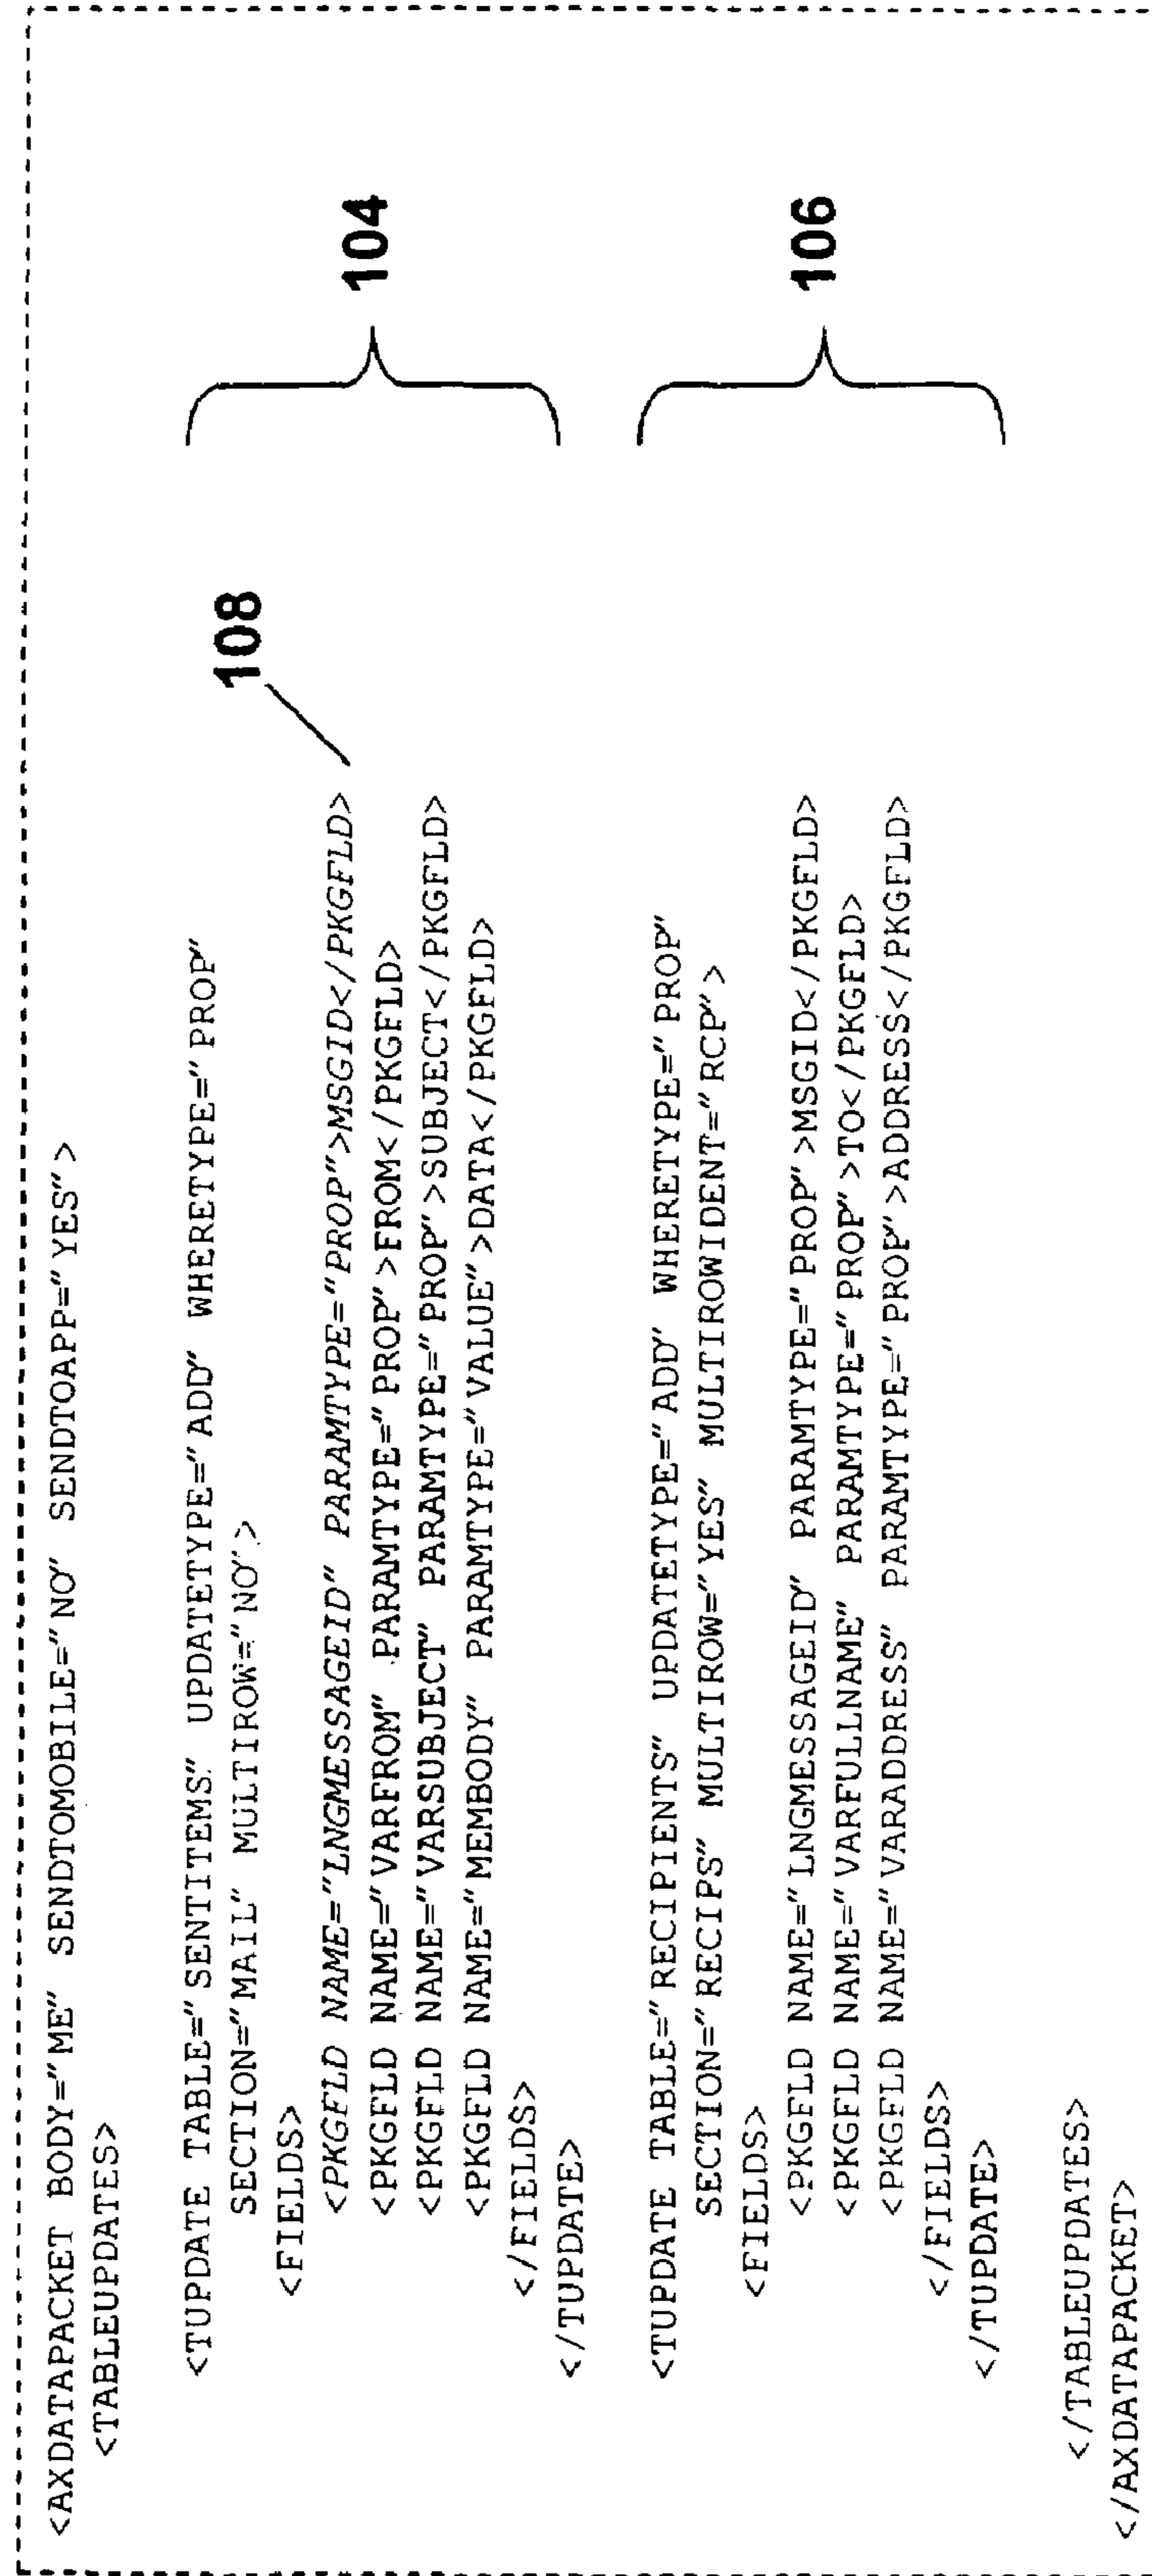 <AXDATAPACKET BODY="ME" SENDTOMOBILE="NO" SENDTOAPP="YES">
<TABLEUPDATES>
<TUPDATE TABLE="SENTITEMS" UPDATETYPE="ADD" WHERETYPE="PROP"
SECTION="MAIL" MULTIROW="NO">
<FIELDS>
108
<PKGFLD NAME="LNGMESSAGEID" PARAMTYPE="PROP">MSGID</PKGFLD>
<PKGFLD NAME="VARFROM" PARAMTYPE="PROP">FROM</PKGFLD>
104
<PKGFLD NAME="VARSUBJECT" PARAMTYPE="PROP">SUBJECT</PKGFLD>
<PKGFLD NAME="MEMBODY" PARAMTYPE="VALUE">DATA</PKGFLD>
</FIELDS>
</TUPDATE>
<TUPDATE TABLE="RECIPIENTS" UPDATETYPE="ADD" WHERETYPE="PROP"
SECTION="RECIPS" MULTIROW="YES" MULTIROWIDENT="RCP">
<FIELDS>
<PKGFLD NAME="LNGMESSAGEID" PARAMTYPE="PROP">MSGID</PKGFLD>
106
<PKGFLD NAME="VARFULLNAME" PARAMTYPE="PROP">TO</PKGFLD>
<PKGFLD NAME="VARADDRESS" PARAMTYPE="PROP">ADDRESS</PKGFLD>
</FIELDS>
</TUPDATE>
</TABLEUPDATES>
</AXDATAPACKET>